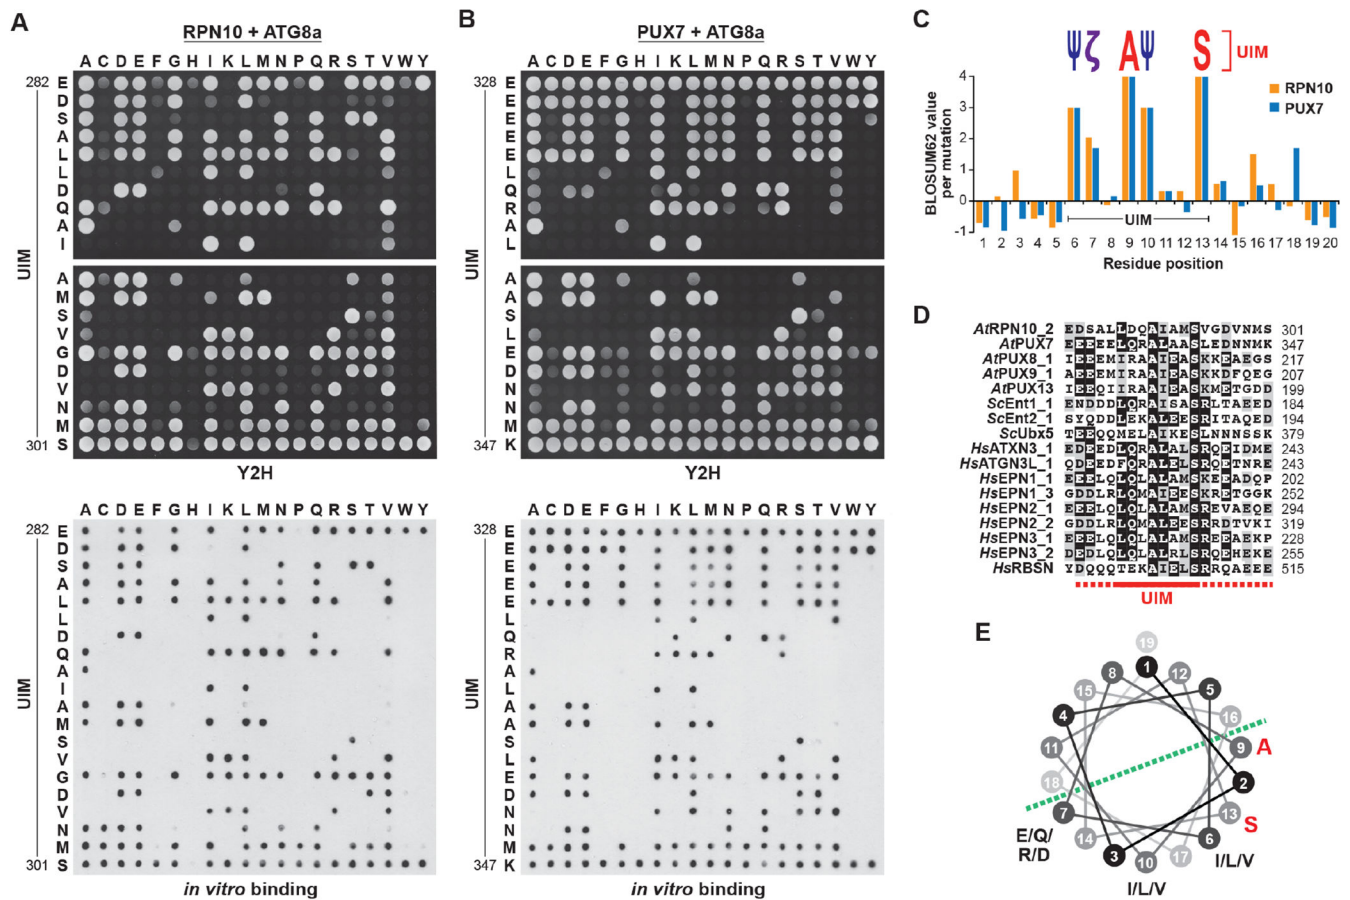 A
RPN10 + ATG8a
A C D E F G H I K L M N P Q R S T V W Y
282 E
D
S
A
L
L
D
Q
A
I
A
M
S
V
G
D
V
N
M
301 S
UIM
Y2H
A C D E F G H I K L M N P Q R S T V W Y
282 E
D
S
A
L
L
D
Q
A
I
A
M
S
V
G
D
V
N
M
301 S
UIM
in vitro binding
B
PUX7 + ATG8a
A C D E F G H I K L M N P Q R S T V W Y
328 E
E
E
E
E
L
Q
R
A
L
A
A
S
L
E
D
N
N
M
347 K
UIM
Y2H
A C D E F G H I K L M N P Q R S T V W Y
328 E
E
E
E
E
L
Q
R
A
L
A
A
S
L
E
D
N
N
M
347 K
UIM
in vitro binding
C
Ψ ζ A Ψ S UIM
RPN10
PUX7
BLOSUM62 value
per mutation
4
3
2
1
0
-1
UIM
1 2 3 4 5 6 7 8 9 10 11 12 13 14 15 16 17 18 19 20
Residue position
D
AtRPN10_2 EDSALLDQAIAMSVGDVNMS 301
AtPUX7 EEEEELQRALAASLEDNNMK 347
AtPUX8_1 IEEEMIRAAIEASKKEAEGS 217
AtPUX9_1 AEEEMIRAAIEASKKDFQEG 207
AtPUX13 IEEQIIRAAIEASKMETGDD 199
ScEnt1_1 ENDDDLQRAISASRLTAEED 184
ScEnt2_1 SYQDDLEKALEESRITAQED 194
ScUbx5 TEEQQMELAIKESLNNNSSK 379
HsATXN3_1 EDEEDLQRALALSRQEIDME 243
HsATGN3L_1 QDEEDFQRALELSRQETNRE 243
HsEPN1_1 EEELQLQLALAMSKEEADQP 202
HsEPN1_3 GDDLRLQMAIEESKRETGGK 252
HsEPN2_1 EEELQLQLALAMSREVAEQE 294
HsEPN2_2 GDDLRLQMALEESRRDTVKI 319
HsEPN3_1 EEELQLQLALAMSREEAEKP 228
HsEPN3_2 DEDLQLQLALRLSRQEHEKE 255
HsRBSN YDQQQTEKAIELSRRQAEEE 515
UIM
E
19
1
8 12
15 5
4 16
11 9 A
18 2
7 13 S
E/Q/
R/D
14 6 I/L/V
3 10 17
I/L/V